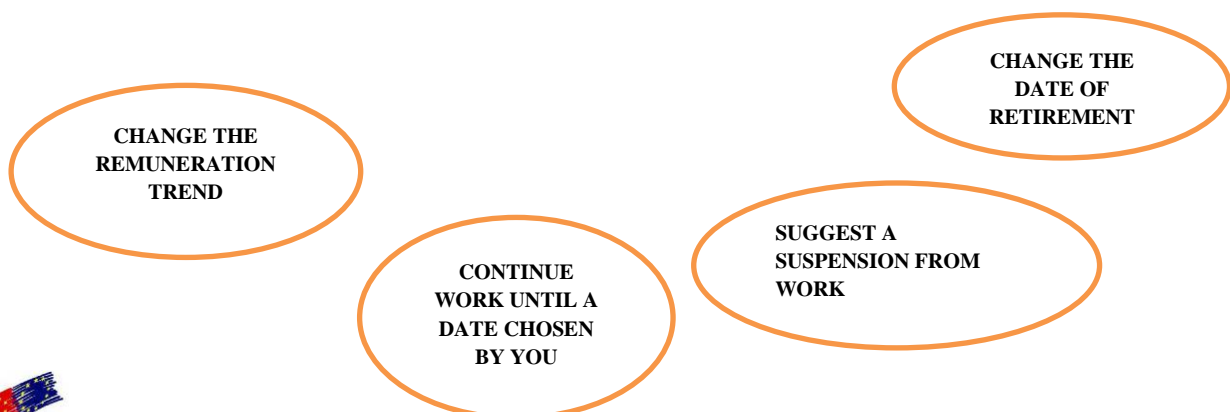 CHANGE THE
DATE OF
RETIREMENT
CHANGE THE
REMUNERATION
TREND
SUGGEST A
SUSPENSION FROM
WORK
CONTINUE
WORK UNTIL A
DATE CHOSEN
BY YOU